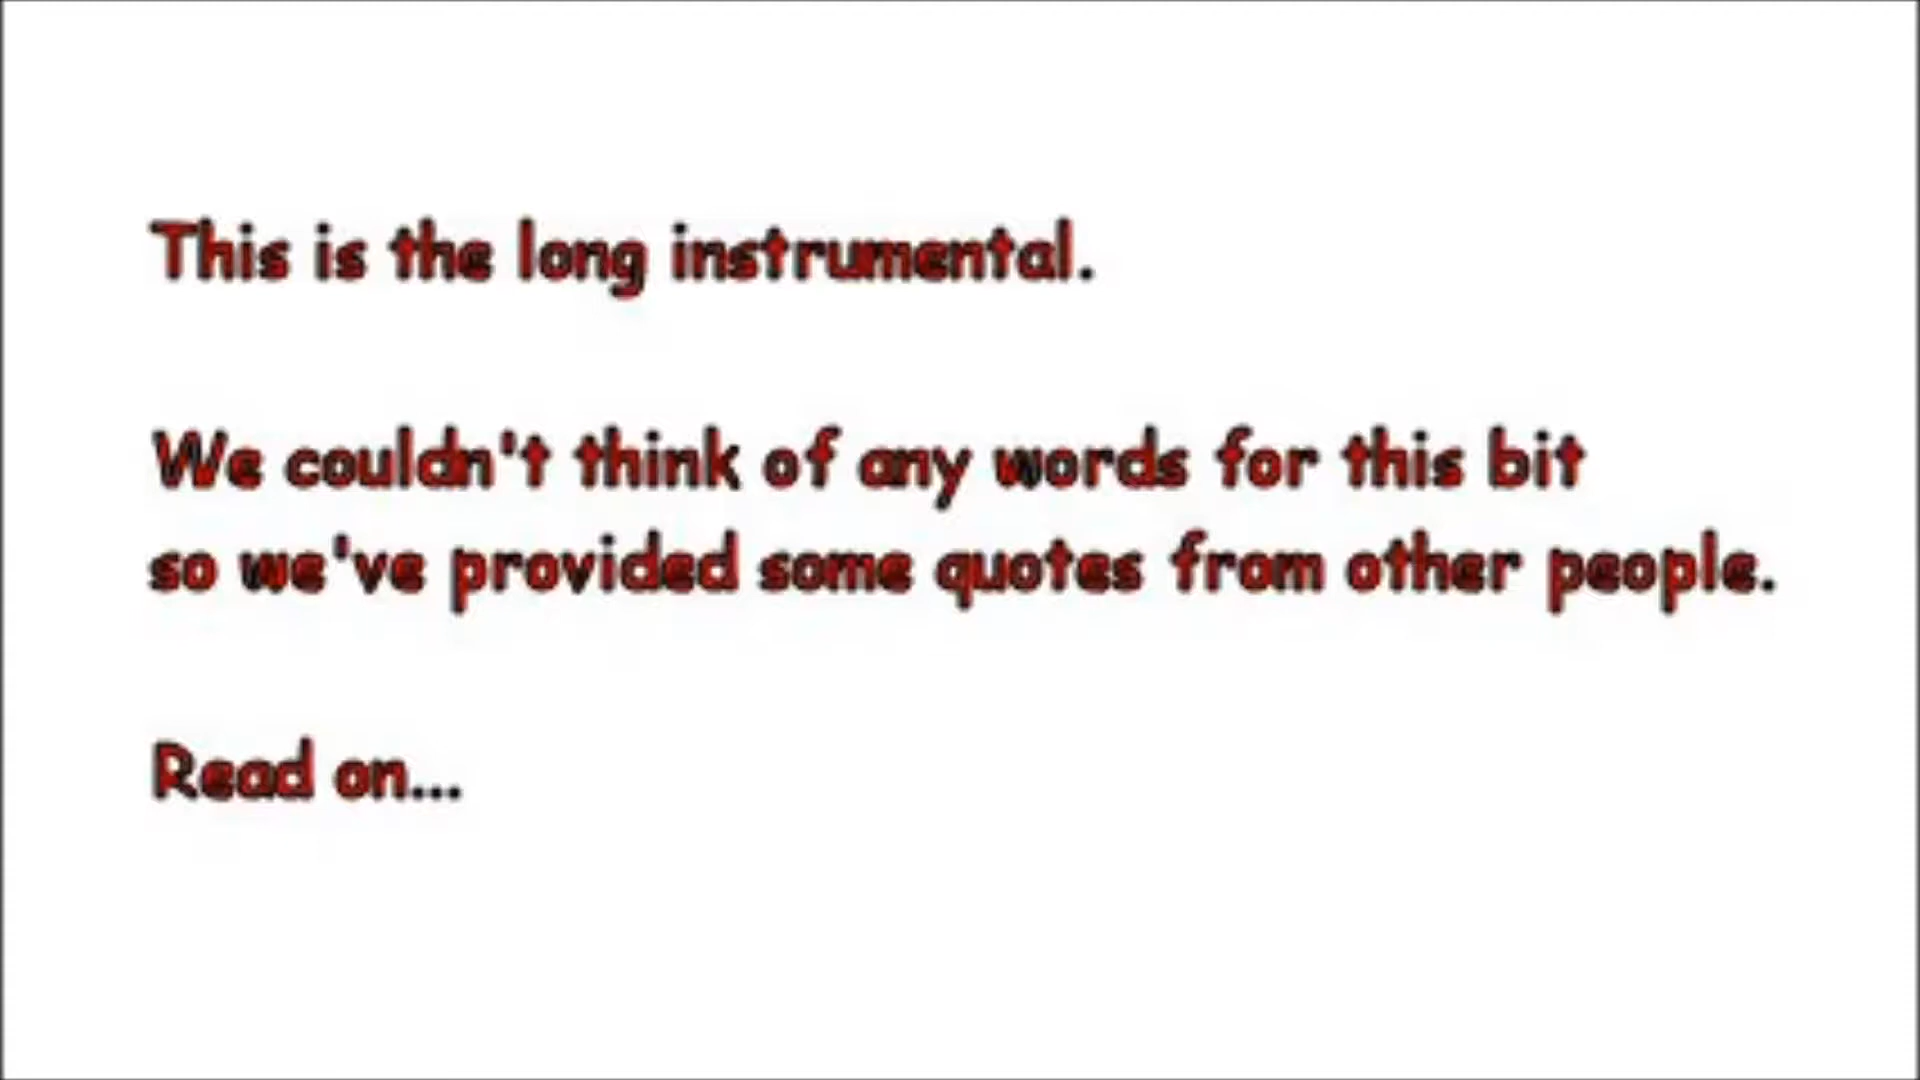 This is the long instrumental.
We couldn't think of any words for this bit
so we've provided some quotes from other people.
Read on...